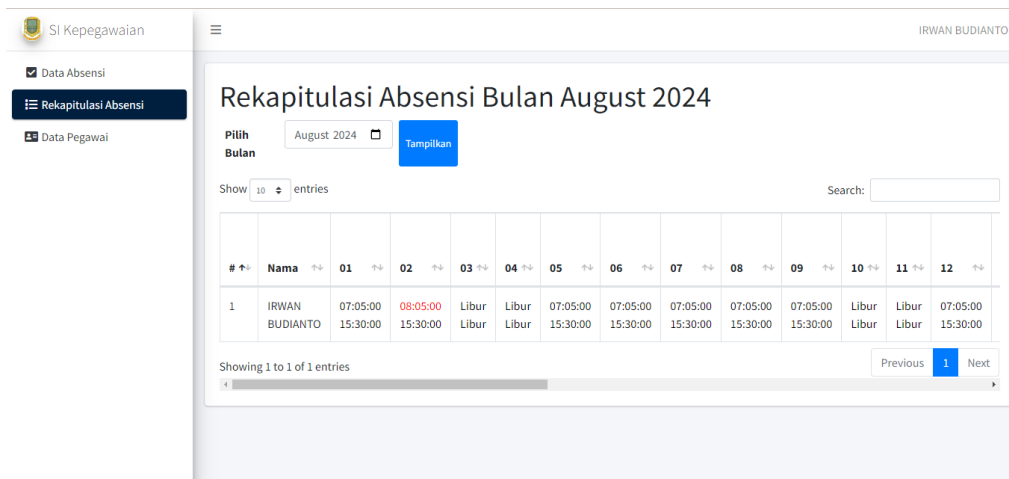 SI Kepegawaian
IRWAN BUDIANTO
Data Absensi
Rekapitulasi Absensi
Data Pegawai
Rekapitulasi Absensi Bulan August 2024
Pilih Bulan
August 2024
Tampilkan
Show 10 entries
Search:
# Nama 01 02 03 04 05 06 07 08 09 10 11 12
1 IRWAN 07:05:00 08:05:00 Libur Libur 07:05:00 07:05:00 07:05:00 07:05:00 07:05:00 Libur Libur 07:05:00
BUDIANTO 15:30:00 15:30:00 Libur Libur 15:30:00 15:30:00 15:30:00 15:30:00 15:30:00 Libur Libur 15:30:00
Showing 1 to 1 of 1 entries
Previous 1 Next